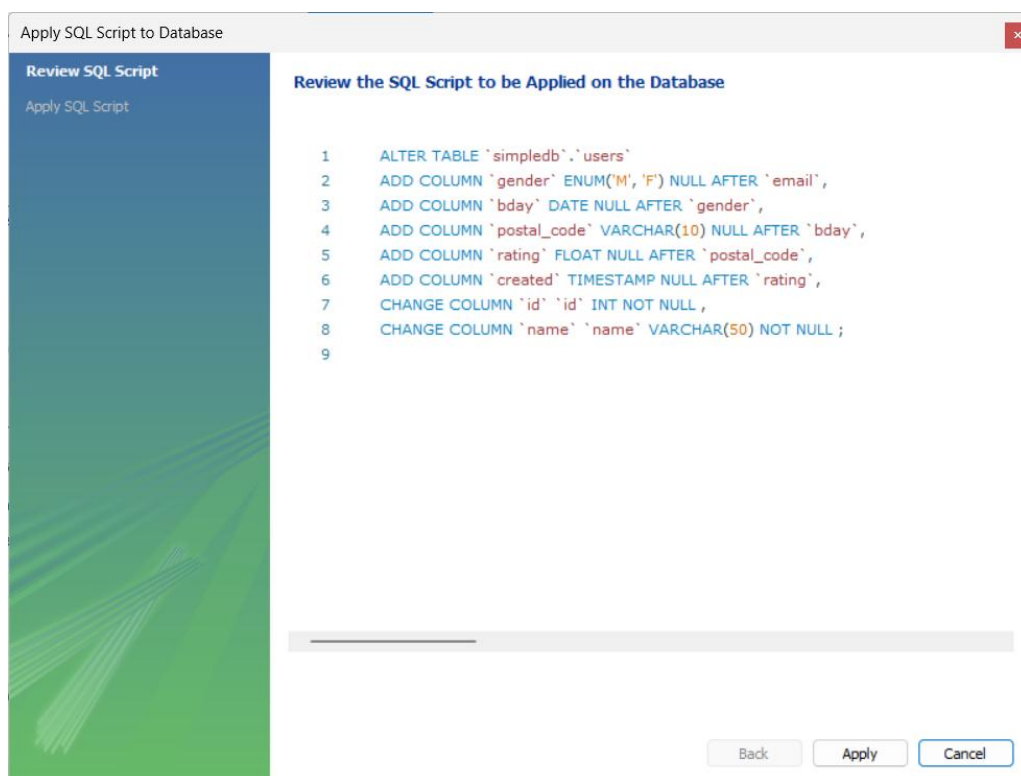 Apply SQL Script to Database
Review SQL Script
Apply SQL Script
Review the SQL Script to be Applied on the Database
1 ALTER TABLE `simpledb`.`users`
2 ADD COLUMN `gender` ENUM('M', 'F') NULL AFTER `email`,
3 ADD COLUMN `bday` DATE NULL AFTER `gender`,
4 ADD COLUMN `postal_code` VARCHAR(10) NULL AFTER `bday`,
5 ADD COLUMN `rating` FLOAT NULL AFTER `postal_code`,
6 ADD COLUMN `created` TIMESTAMP NULL AFTER `rating`,
7 CHANGE COLUMN `id` `id` INT NOT NULL ,
8 CHANGE COLUMN `name` `name` VARCHAR(50) NOT NULL ;
9
Back Apply Cancel